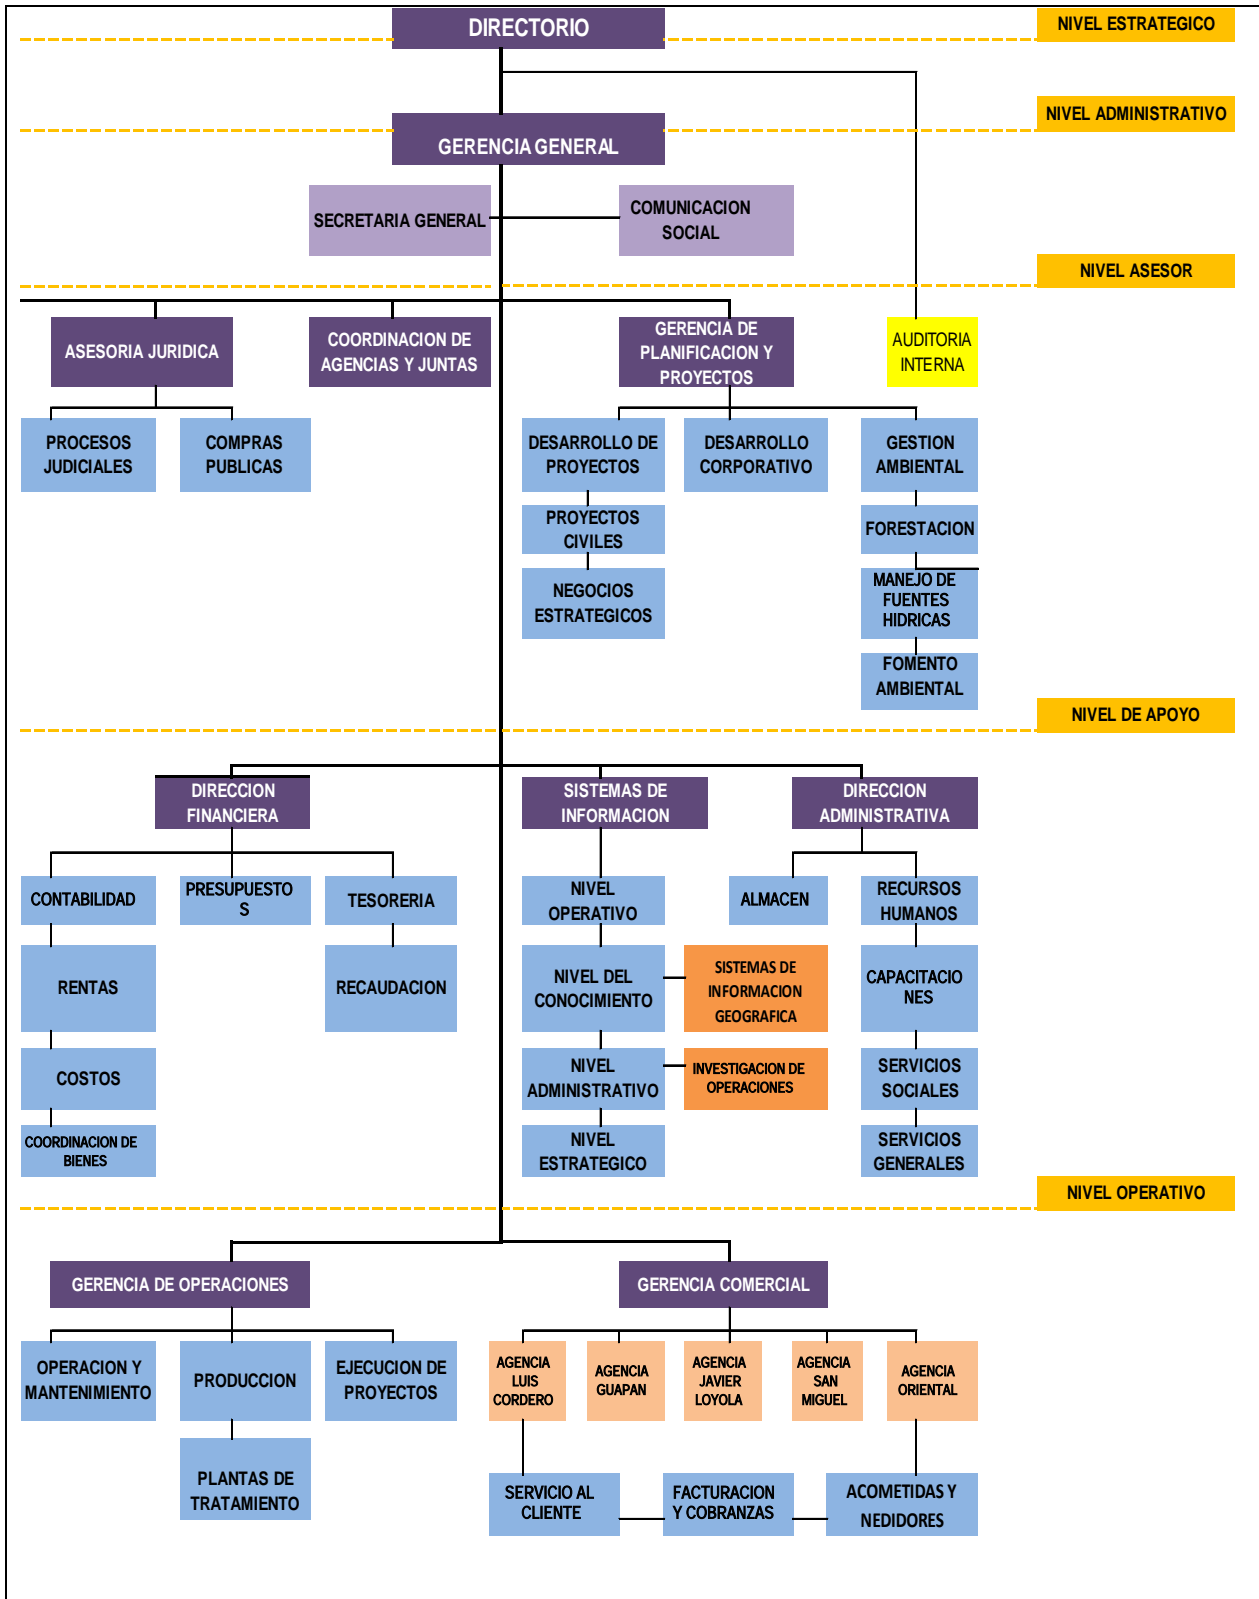 DIRECTORIO
NIVEL ESTRATEGICO
NIVEL ADMINISTRATIVO
GERENCIA GENERAL
SECRETARIA GENERAL
COMUNICACION
SOCIAL
NIVEL ASESOR
ASESORIA JURIDICA
COORDINACION DE
AGENCIAS Y JUNTAS
GERENCIA DE
PLANIFICACION Y
PROYECTOS
AUDITORIA
INTERNA
PROCESOS
JUDICIALES
COMPRAS
PUBLICAS
DESARROLLO DE
PROYECTOS
DESARROLLO
CORPORATIVO
GESTION
AMBIENTAL
PROYECTOS
CIVILES
FORESTACION
NEGOCIOS
ESTRATEGICOS
MANEJO DE
FUENTES
HIDRICAS
FOMENTO
AMBIENTAL
NIVEL DE APOYO
DIRECCION
FINANCIERA
SISTEMAS DE
INFORMACION
DIRECCION
ADMINISTRATIVA
CONTABILIDAD
PRESUPUESTO
S
TESORERIA
NIVEL
OPERATIVO
ALMACEN
RECURSOS
HUMANOS
RENTAS
RECAUDACION
NIVEL DEL
CONOCIMIENTO
SISTEMAS DE
INFORMACION
GEOGRAFICA
CAPACITACIO
NES
COSTOS
NIVEL
ADMINISTRATIVO
INVESTIGACION DE
OPERACIONES
SERVICIOS
SOCIALES
COORDINACION DE
BIENES
NIVEL
ESTRATEGICO
SERVICIOS
GENERALES
NIVEL OPERATIVO
GERENCIA DE OPERACIONES
GERENCIA COMERCIAL
OPERACION Y
MANTENIMIENTO
PRODUCCION
EJECUCION DE
PROYECTOS
AGENCIA
LUIS
CORDERO
AGENCIA
GUAPAN
AGENCIA
JAVIER
LOYOLA
AGENCIA
SAN
MIGUEL
AGENCIA
ORIENTAL
PLANTAS DE
TRATAMIENTO
SERVICIO AL
CLIENTE
FACTURACION
Y COBRANZAS
ACOMETIDAS Y
NEDIDORES